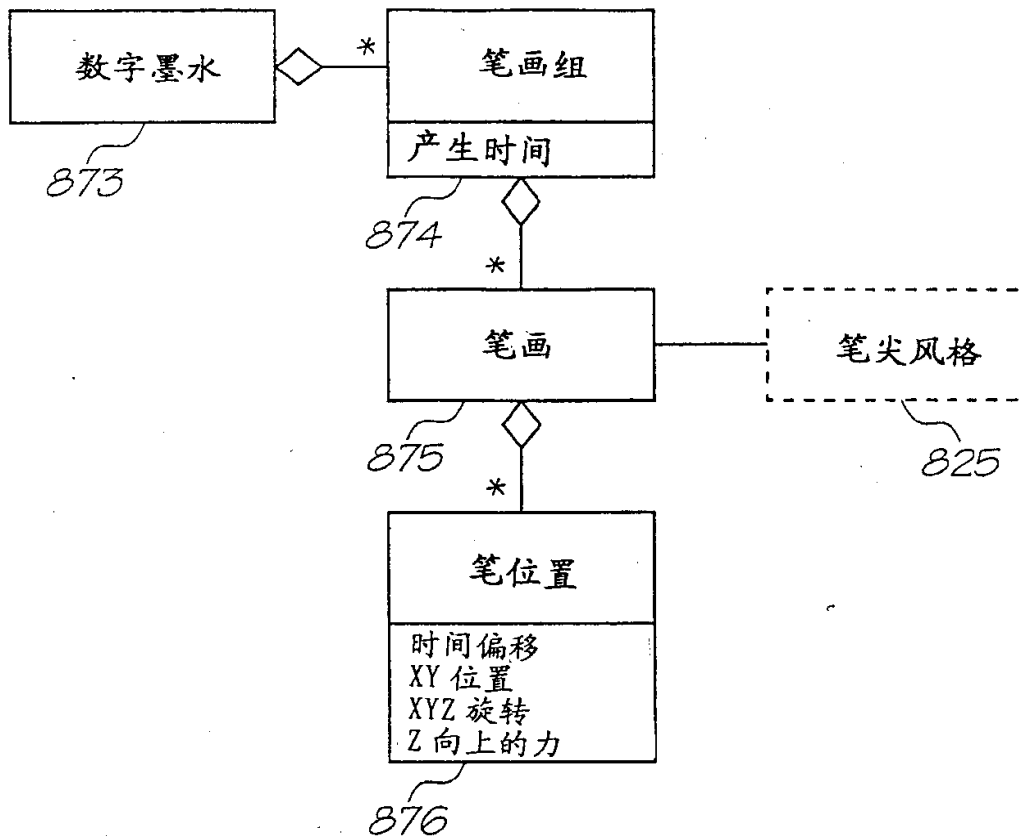 数字墨水
*
笔画组
产生时间
873
874
*
笔画
笔尖风格
875
825
*
笔位置
时间偏移
XY 位置
XYZ 旋转
Z 向上的力
876